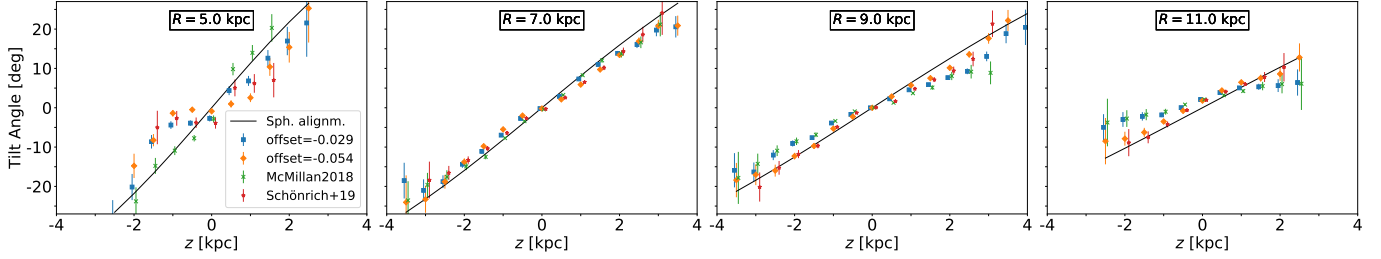 R = 5.0 kpc
R = 7.0 kpc
R = 9.0 kpc
R = 11.0 kpc
Tilt Angle [deg]
20
10
0
-10
-20
Sph. alignm.
offset=-0.029
offset=-0.054
McMillan2018
Schönrich+19
-4 -2 0 2 4
-4 -2 0 2 4
-4 -2 0 2 4
-4 -2 0 2 4
z [kpc]
z [kpc]
z [kpc]
z [kpc]